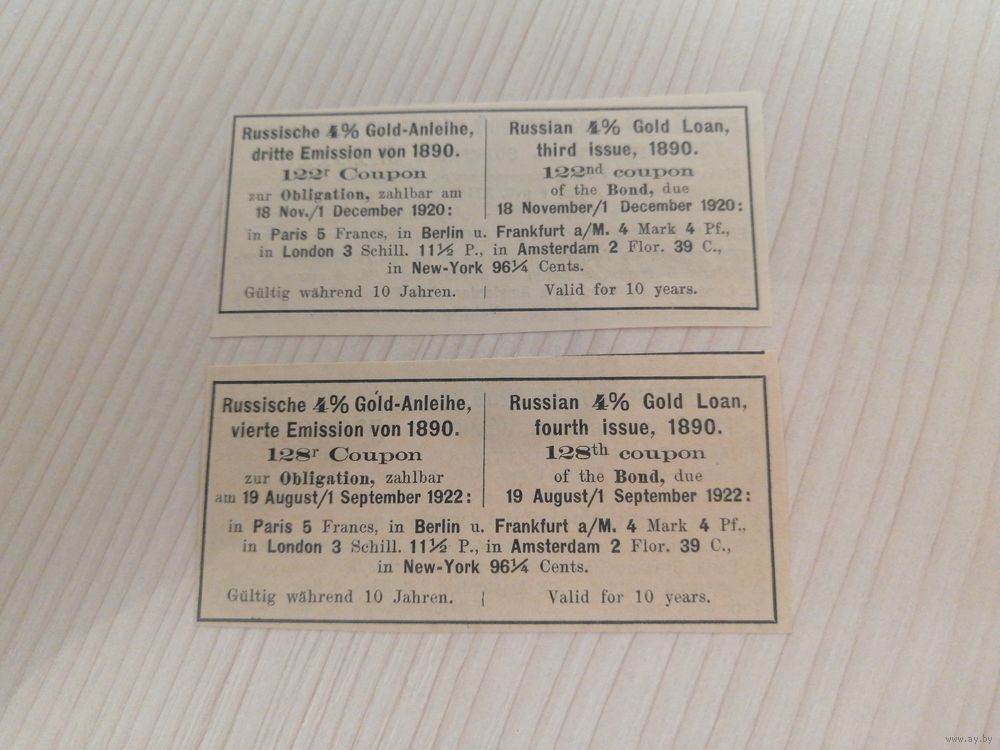 Russische 4% Gold-Anleihe,
dritte Emission von 1890.
122r Coupon
zur Obligation, zahlbar am
18 Nov./1 December 1920:
Russian 4% Gold Loan,
third issue, 1890.
122nd coupon
of the Bond, due
18 November/1 December 1920:
in Paris 5 Francs, in Berlin u. Frankfurt a/M. 4 Mark 4 Pf.,
in London 3 Schill. 11½ P., in Amsterdam 2 Flor. 39 C.,
in New-York 96¼ Cents.
Gültig während 10 Jahren. | Valid for 10 years.
Russische 4% Gold-Anleihe,
vierte Emission von 1890.
128r Coupon
zur Obligation, zahlbar
am 19 August/1 September 1922:
Russian 4% Gold Loan,
fourth issue, 1890.
128th coupon
of the Bond, due
19 August/1 September 1922:
in Paris 5 Francs, in Berlin u. Frankfurt a/M. 4 Mark 4 Pf.,
in London 3 Schill. 11½ P., in Amsterdam 2 Flor. 39 C.,
in New-York 96¼ Cents.
Gültig während 10 Jahren. | Valid for 10 years.
www.ay.by